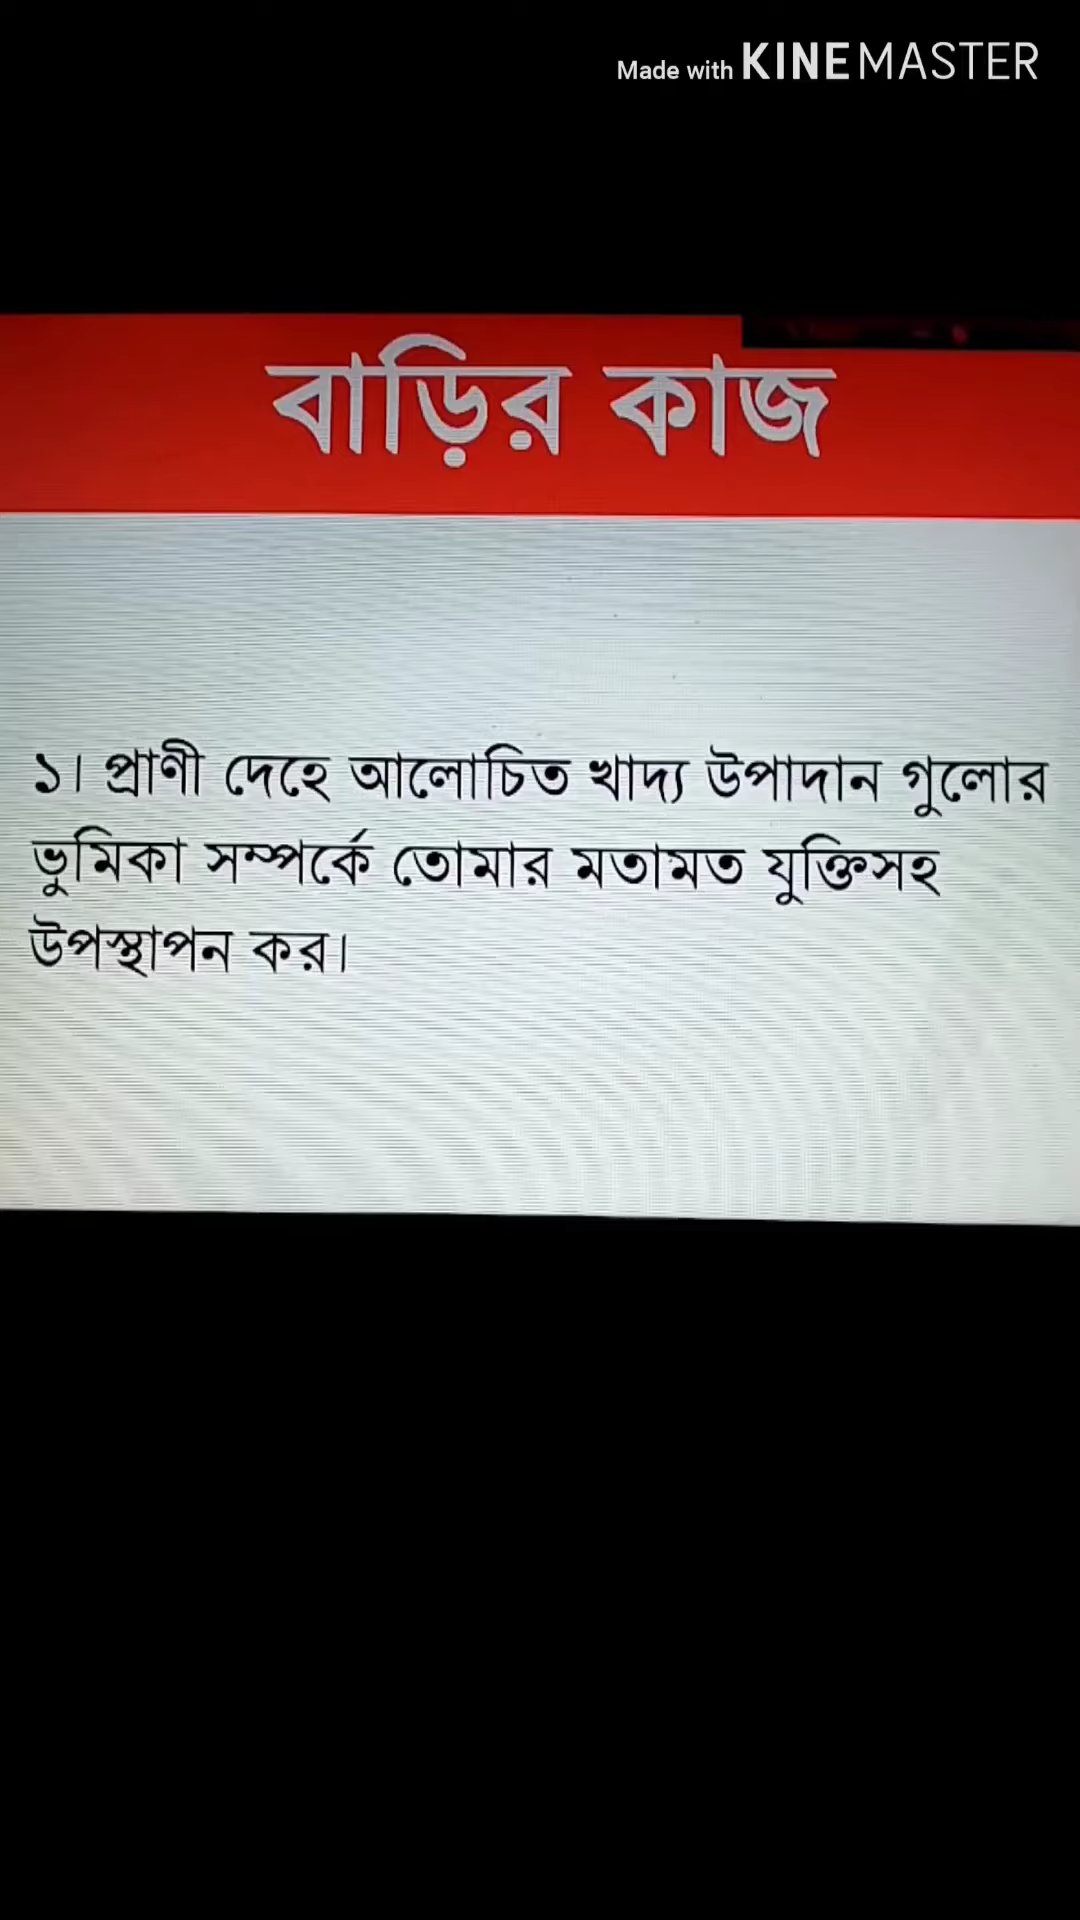 Made with KINEMASTER
বাড়ির কাজ
১। প্রাণী দেহে আলোচিত খাদ্য উপাদান গুলোর
ভুমিকা সম্পর্কে তোমার মতামত যুক্তিসহ
উপস্থাপন কর।